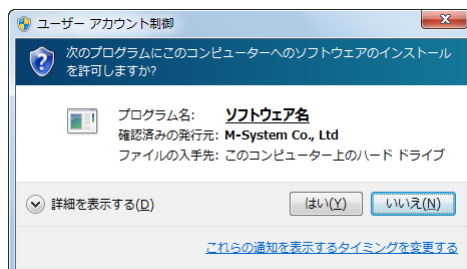 ユーザー アカウント制御
次のプログラムにこのコンピューターへのソフトウェアのインストール
を許可しますか?
プログラム名: ソフトウェア名
確認済みの発行元: M-System Co., Ltd
ファイルの入手先: このコンピューター上のハード ドライブ
詳細を表示する(D) はい(Y) いいえ(N)
これらの通知を表示するタイミングを変更する